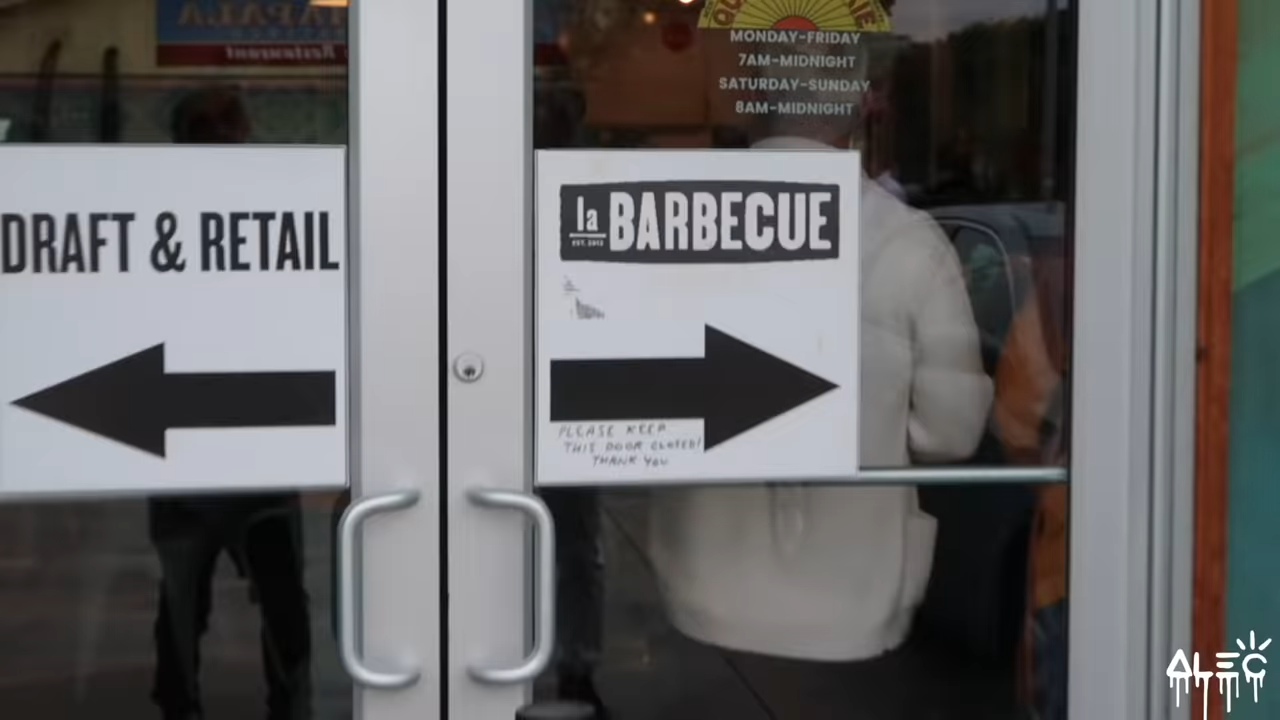 MONDAY-FRIDAY
7AM-MIDNIGHT
SATURDAY-SUNDAY
8AM-MIDNIGHT
DRAFT & RETAIL
la BARBECUE
EST. 2012
PLEASE KEEP
THIS DOOR CLOSED!
THANK YOU
ALEC